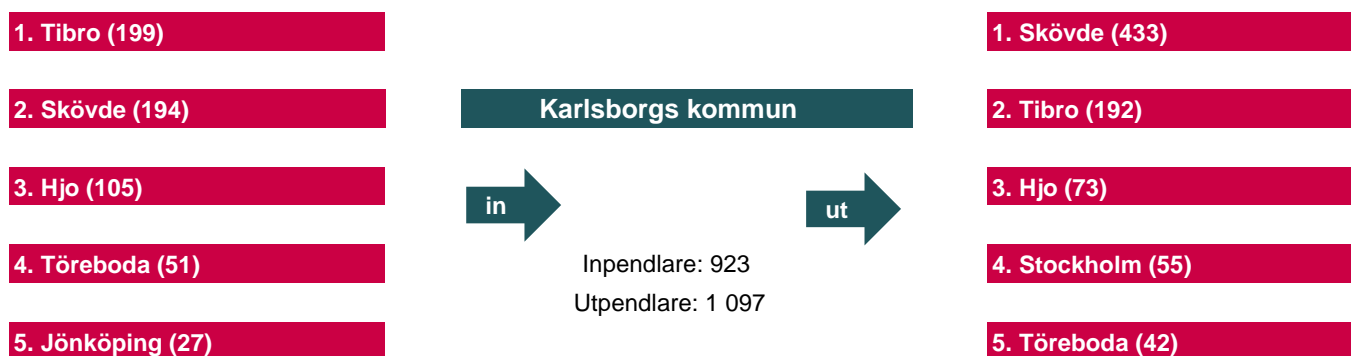 1. Tibro (199)
2. Skövde (194)
3. Hjo (105)
4. Töreboda (51)
5. Jönköping (27)
Karlsborgs kommun
in
ut
Inpendlare: 923
Utpendlare: 1 097
1. Skövde (433)
2. Tibro (192)
3. Hjo (73)
4. Stockholm (55)
5. Töreboda (42)